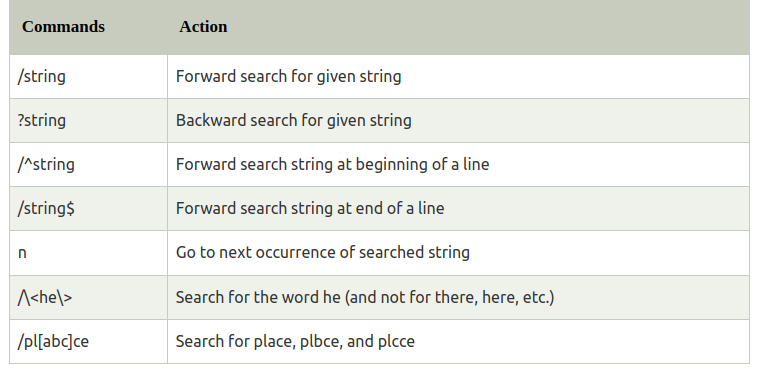 Commands Action
/string Forward search for given string
?string Backward search for given string
/^string Forward search string at beginning of a line
/string$ Forward search string at end of a line
n Go to next occurrence of searched string
/\<he\> Search for the word he (and not for there, here, etc.)
/pl[abc]ce Search for place, plbce, and plcce